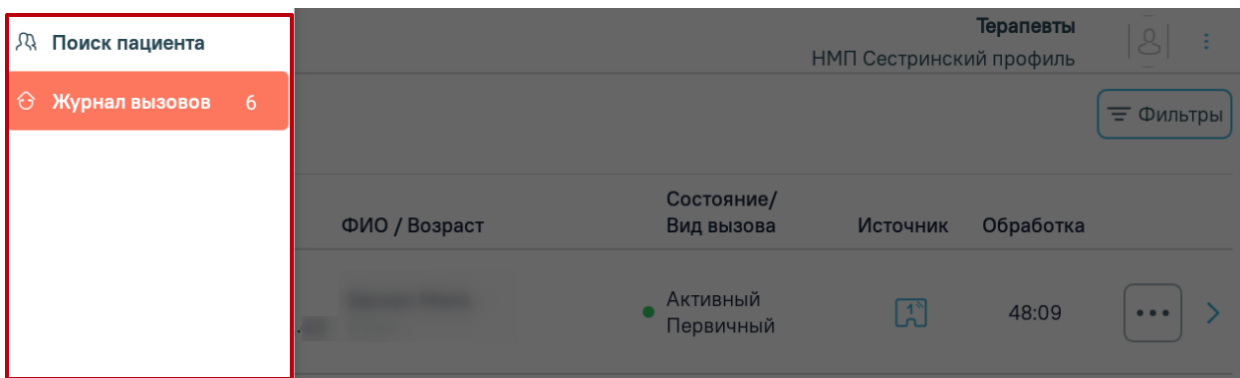 Поиск пациента
Журнал вызовов 6
Терапевты
НМП Сестринский профиль
Фильтры
ФИО / Возраст
Состояние/
Вид вызова
Источник
Обработка
Активный
Первичный
1
48:09